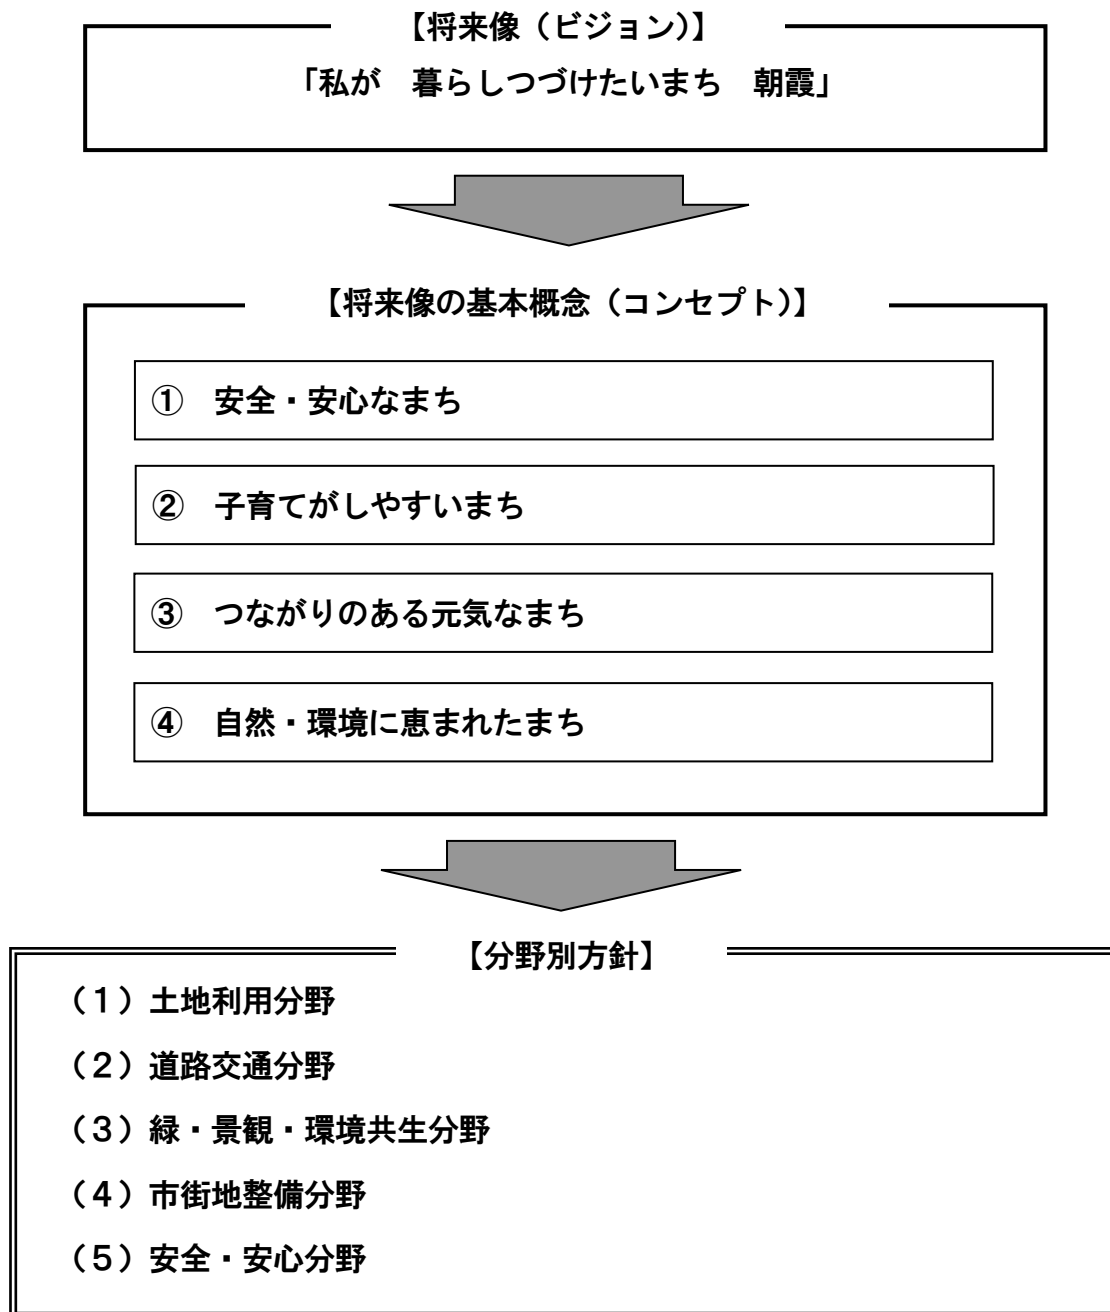 【将来像（ビジョン）】
「私が　暮らしつづけたいまち　朝霞」
【将来像の基本概念（コンセプト）】
①　安全・安心なまち
②　子育てがしやすいまち
③　つながりのある元気なまち
④　自然・環境に恵まれたまち
【分野別方針】
（１）土地利用分野
（２）道路交通分野
（３）緑・景観・環境共生分野
（４）市街地整備分野
（５）安全・安心分野